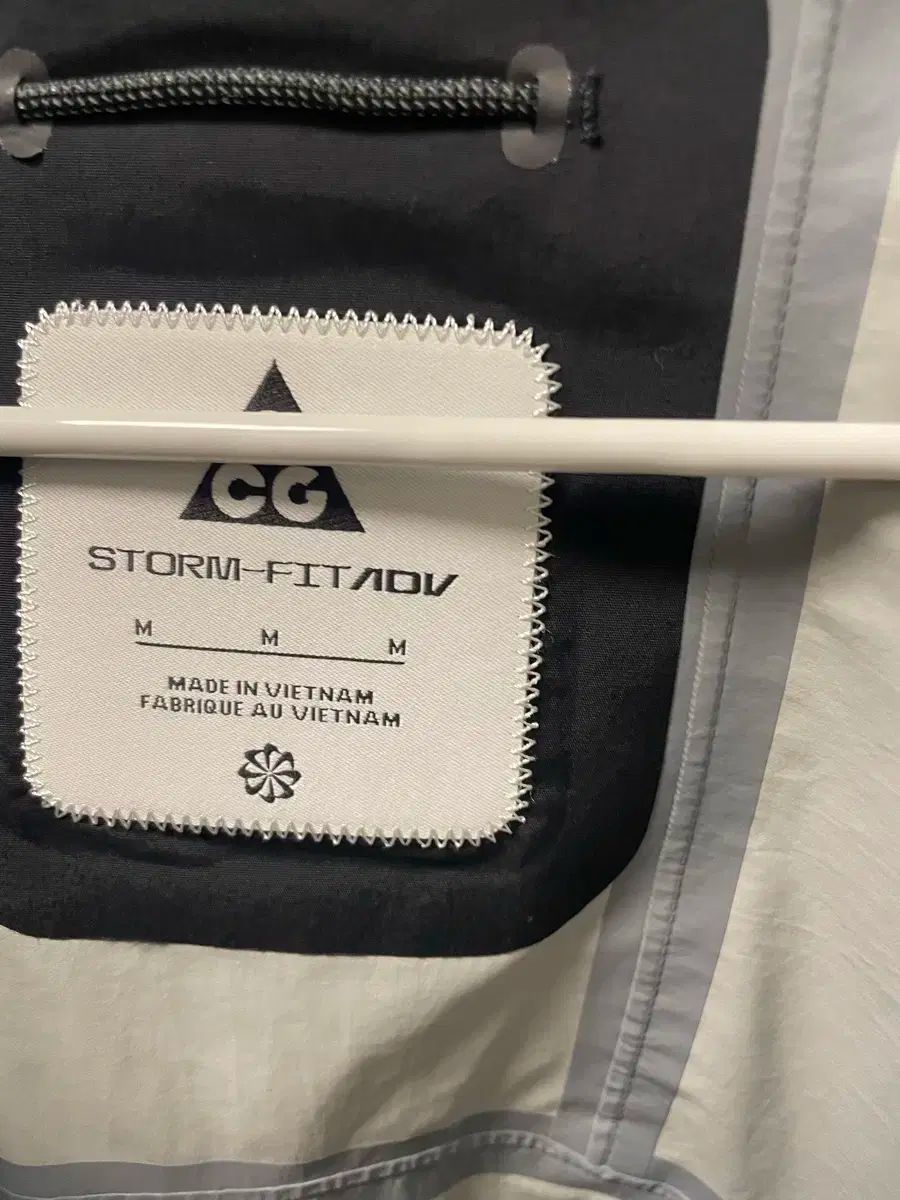 CG
STORM-FIT ADV
M M M
MADE IN VIETNAM
FABRIQUE AU VIETNAM